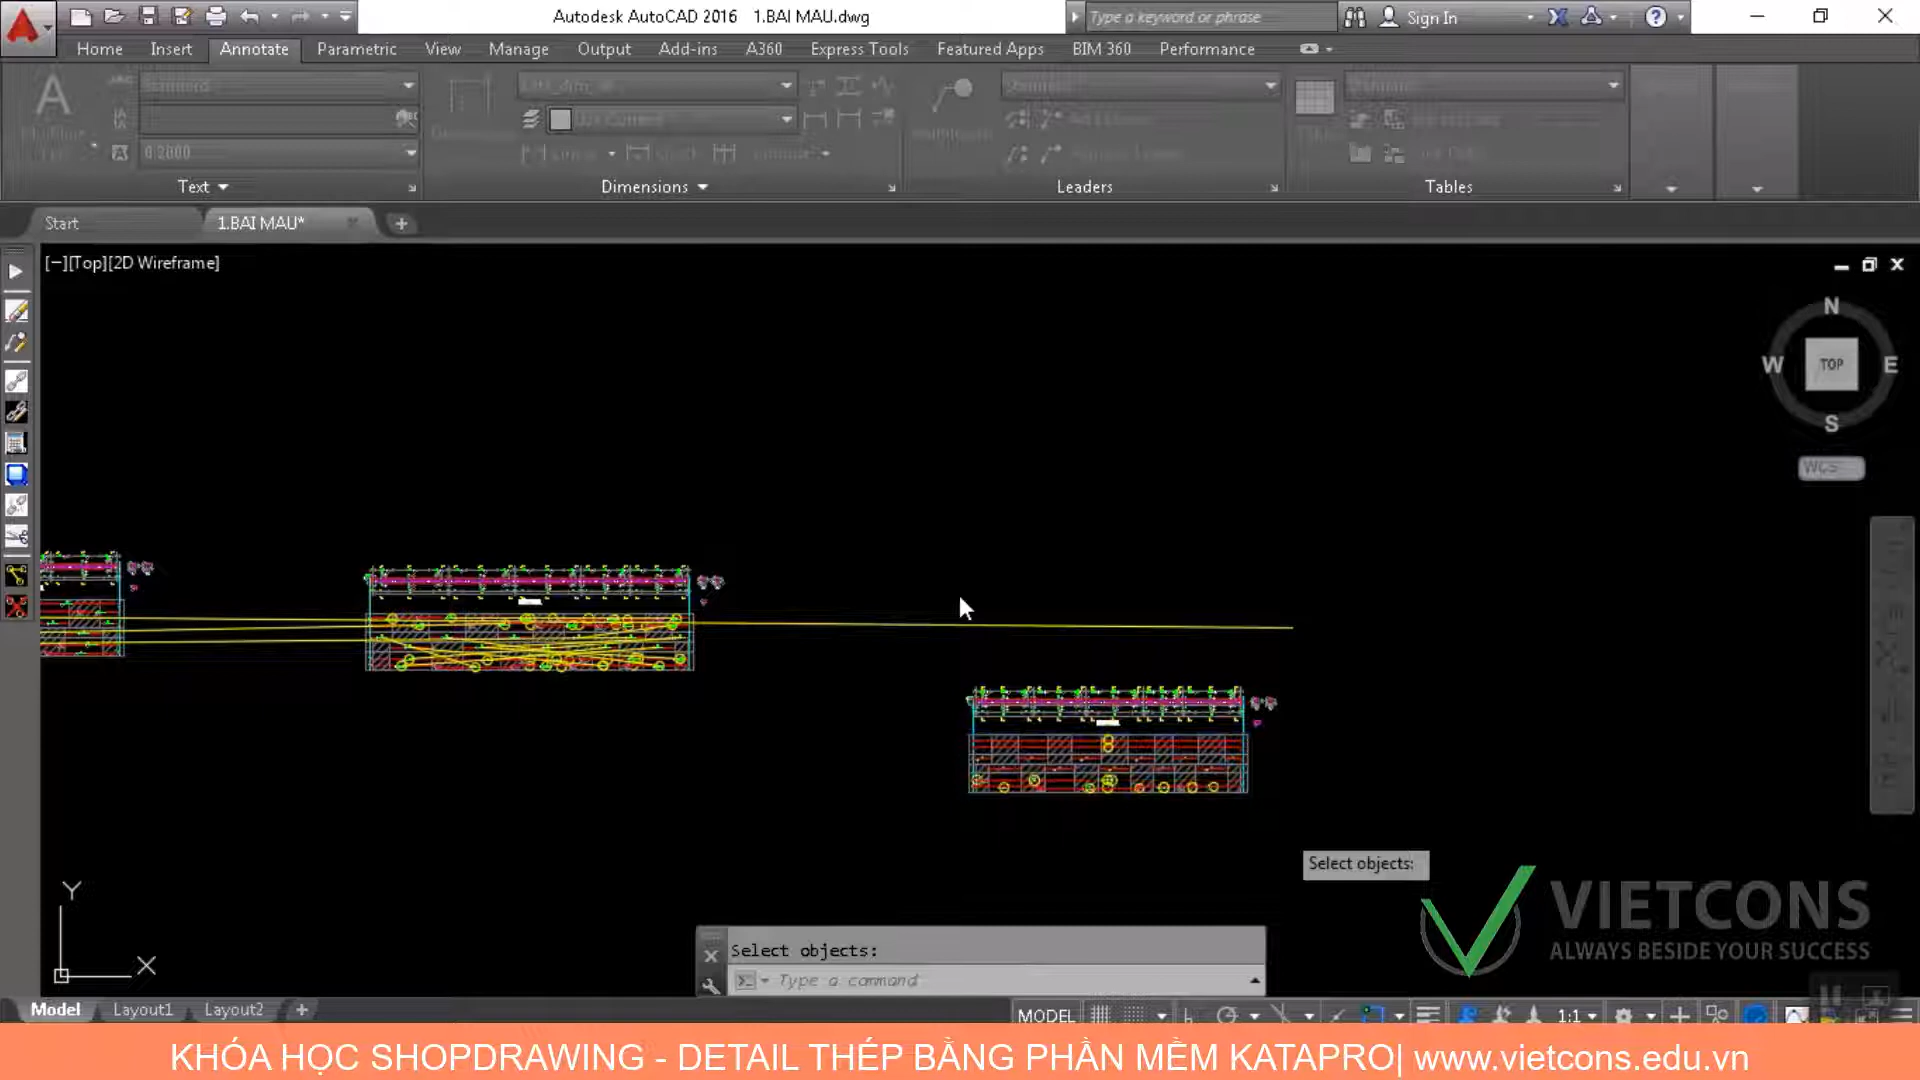 Autodesk AutoCAD 2016 1.BAI MAU.dwg
Type a keyword or phrase
Sign In
Home Insert Annotate Parametric View Manage Output Add-ins A360 Express Tools Featured Apps BIM 360 Performance
0.2000
Text
Dimensions
Leaders
Tables
Start
1.BAI MAU*
[−][Top][2D Wireframe]
N
W
TOP
E
S
WCS
Select objects:
VIETCONS
ALWAYS BESIDE YOUR SUCCESS
Y
X
Select objects:
Type a command
Model Layout1 Layout2
MODEL
1:1
KHÓA HỌC SHOPDRAWING - DETAIL THÉP BẰNG PHẦN MỀM KATAPRO| www.vietcons.edu.vn